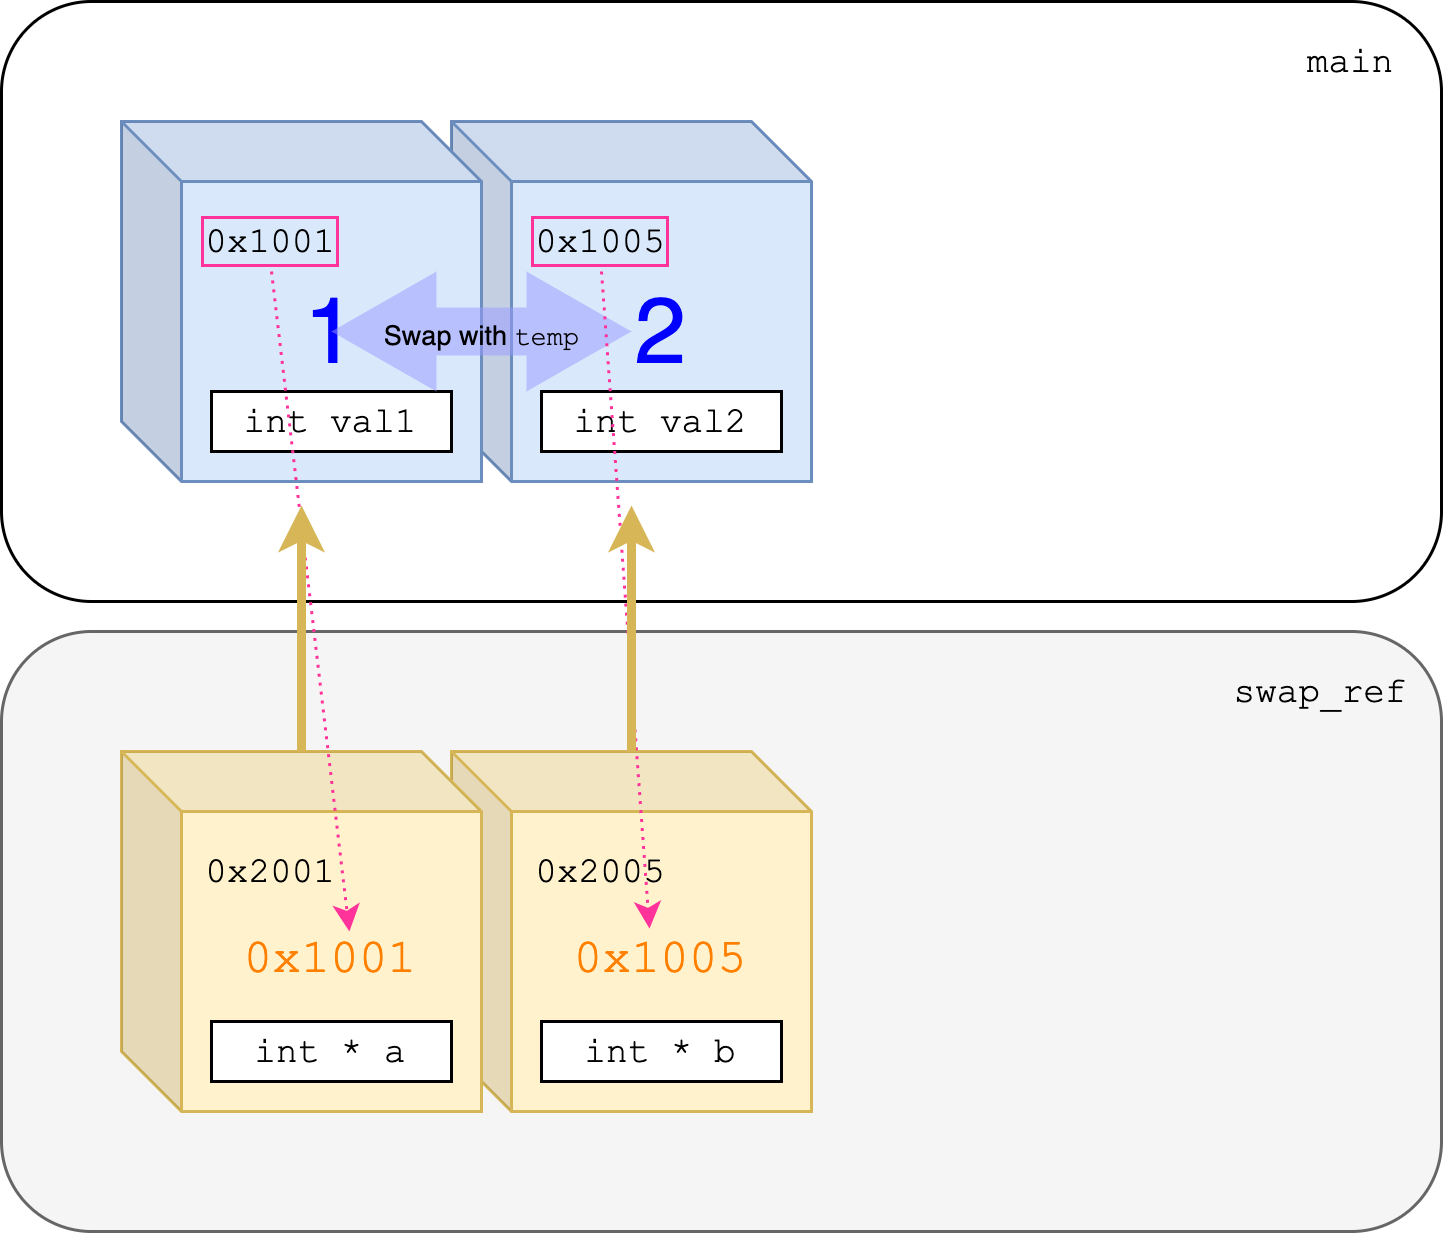 main
0x1001
0x1005
1
Swap with temp
2
int val1
int val2
swap_ref
0x2001
0x2005
0x1001
0x1005
int * a
int * b